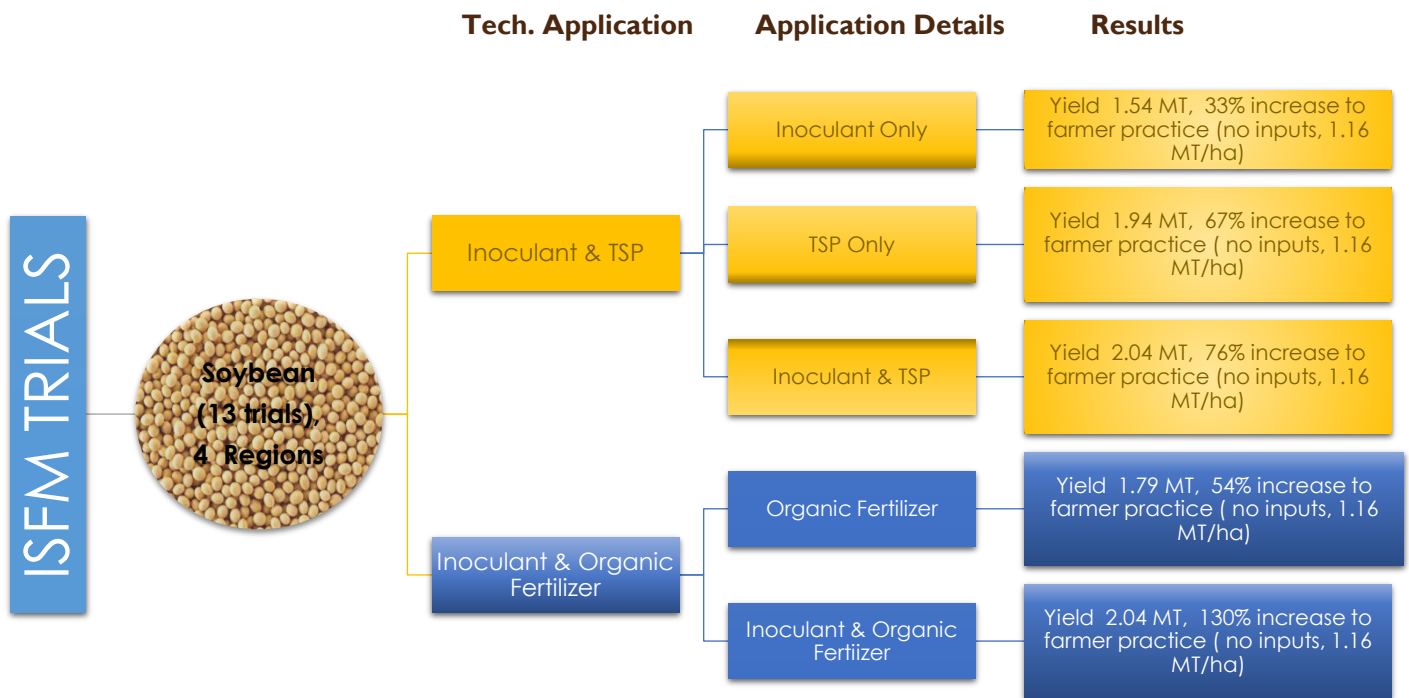 Tech. Application
Application Details
Results
ISFM TRIALS
Soybean
(13 trials),
4 Regions
Inoculant & TSP
Inoculant Only
Yield 1.54 MT, 33% increase to
farmer practice (no inputs, 1.16
MT/ha)
TSP Only
Yield 1.94 MT, 67% increase to
farmer practice ( no inputs, 1.16
MT/ha)
Inoculant & TSP
Yield 2.04 MT, 76% increase to
farmer practice (no inputs, 1.16
MT/ha)
Inoculant & Organic
Fertilizer
Organic Fertilizer
Yield 1.79 MT, 54% increase to
farmer practice ( no inputs, 1.16
MT/ha)
Inoculant & Organic
Fertiizer
Yield 2.04 MT, 130% increase to
farmer practice ( no inputs, 1.16
MT/ha)